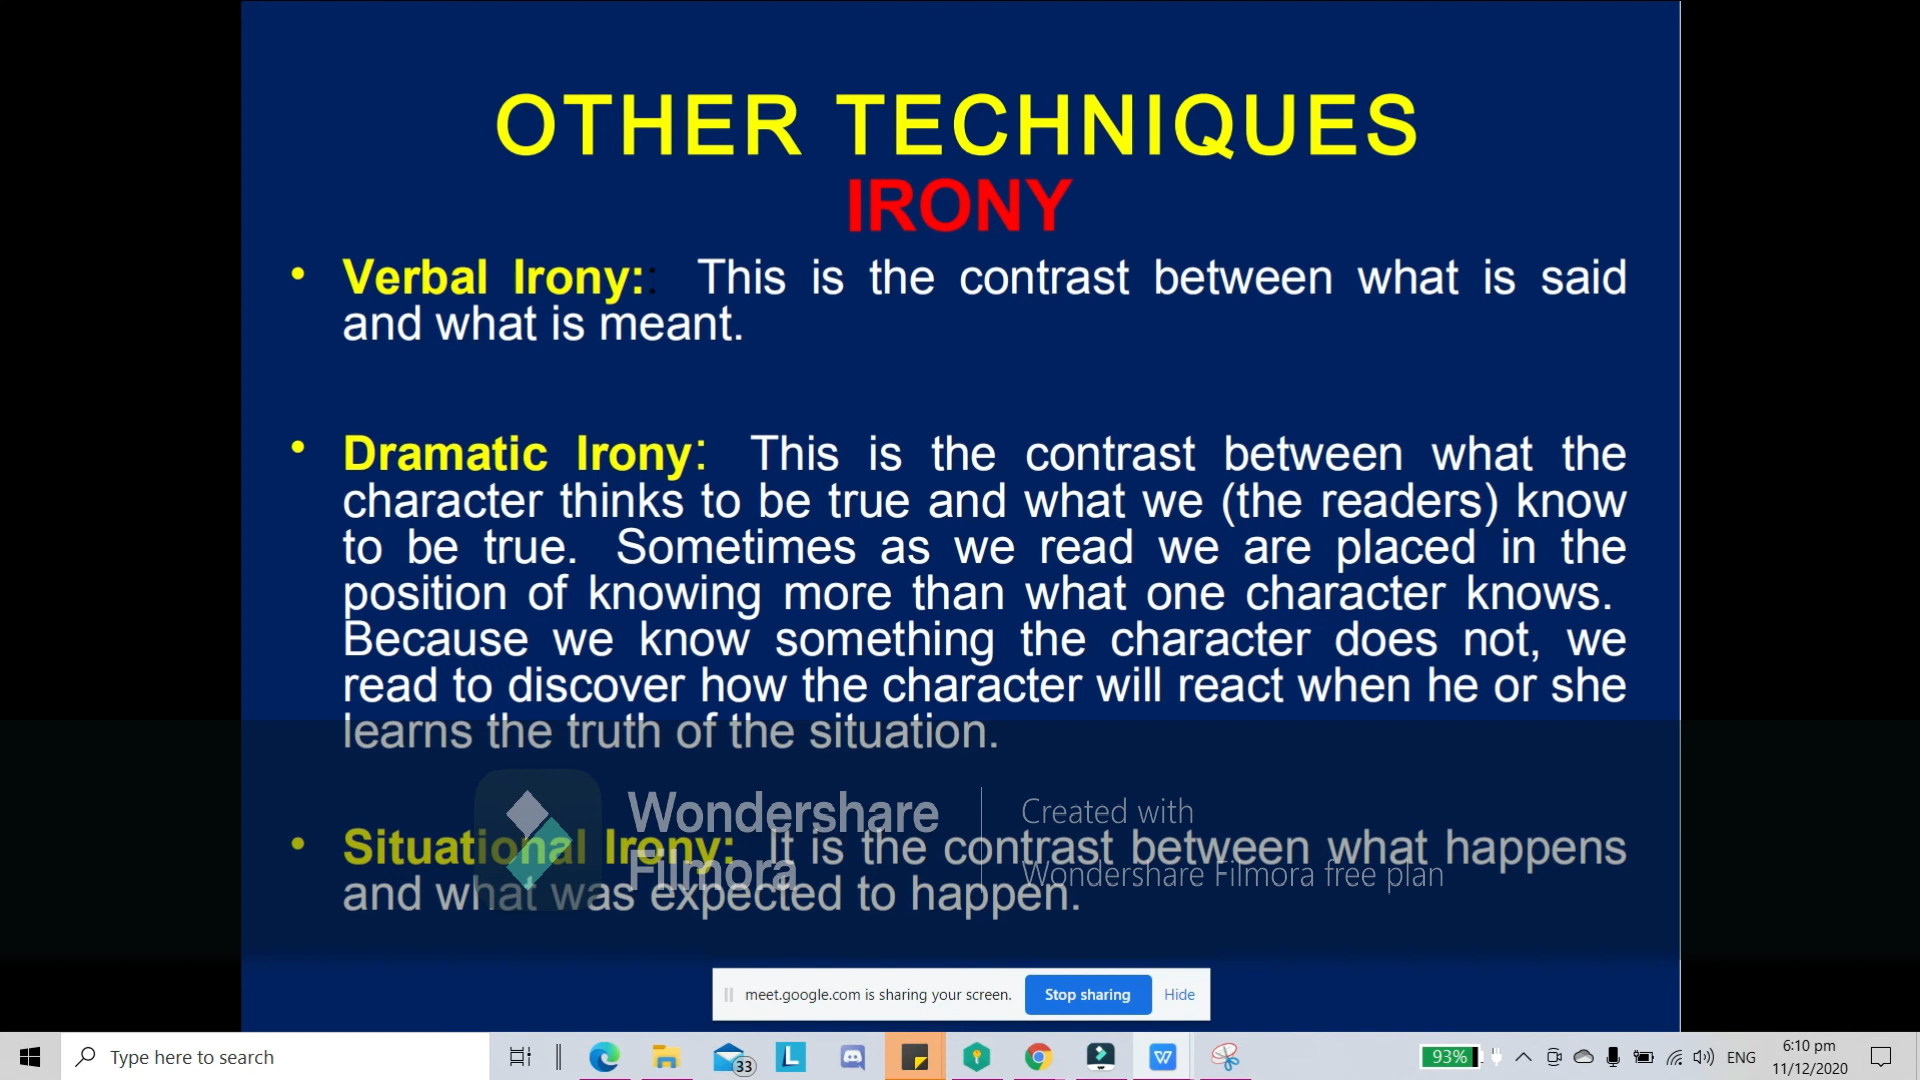 OTHER TECHNIQUES
IRONY
• Verbal Irony:: This is the contrast between what is said
and what is meant.
• Dramatic Irony: This is the contrast between what the
character thinks to be true and what we (the readers) know
to be true. Sometimes as we read we are placed in the
position of knowing more than what one character knows.
Because we know something the character does not, we
read to discover how the character will react when he or she
learns the truth of the situation.
• Situational Irony: It is the contrast between what happens
and what was expected to happen.
Wondershare
Filmora
Created with
Wondershare Filmora free plan
meet.google.com is sharing your screen. Stop sharing Hide
Type here to search
33
L
W
93%
ENG
6:10 pm
11/12/2020